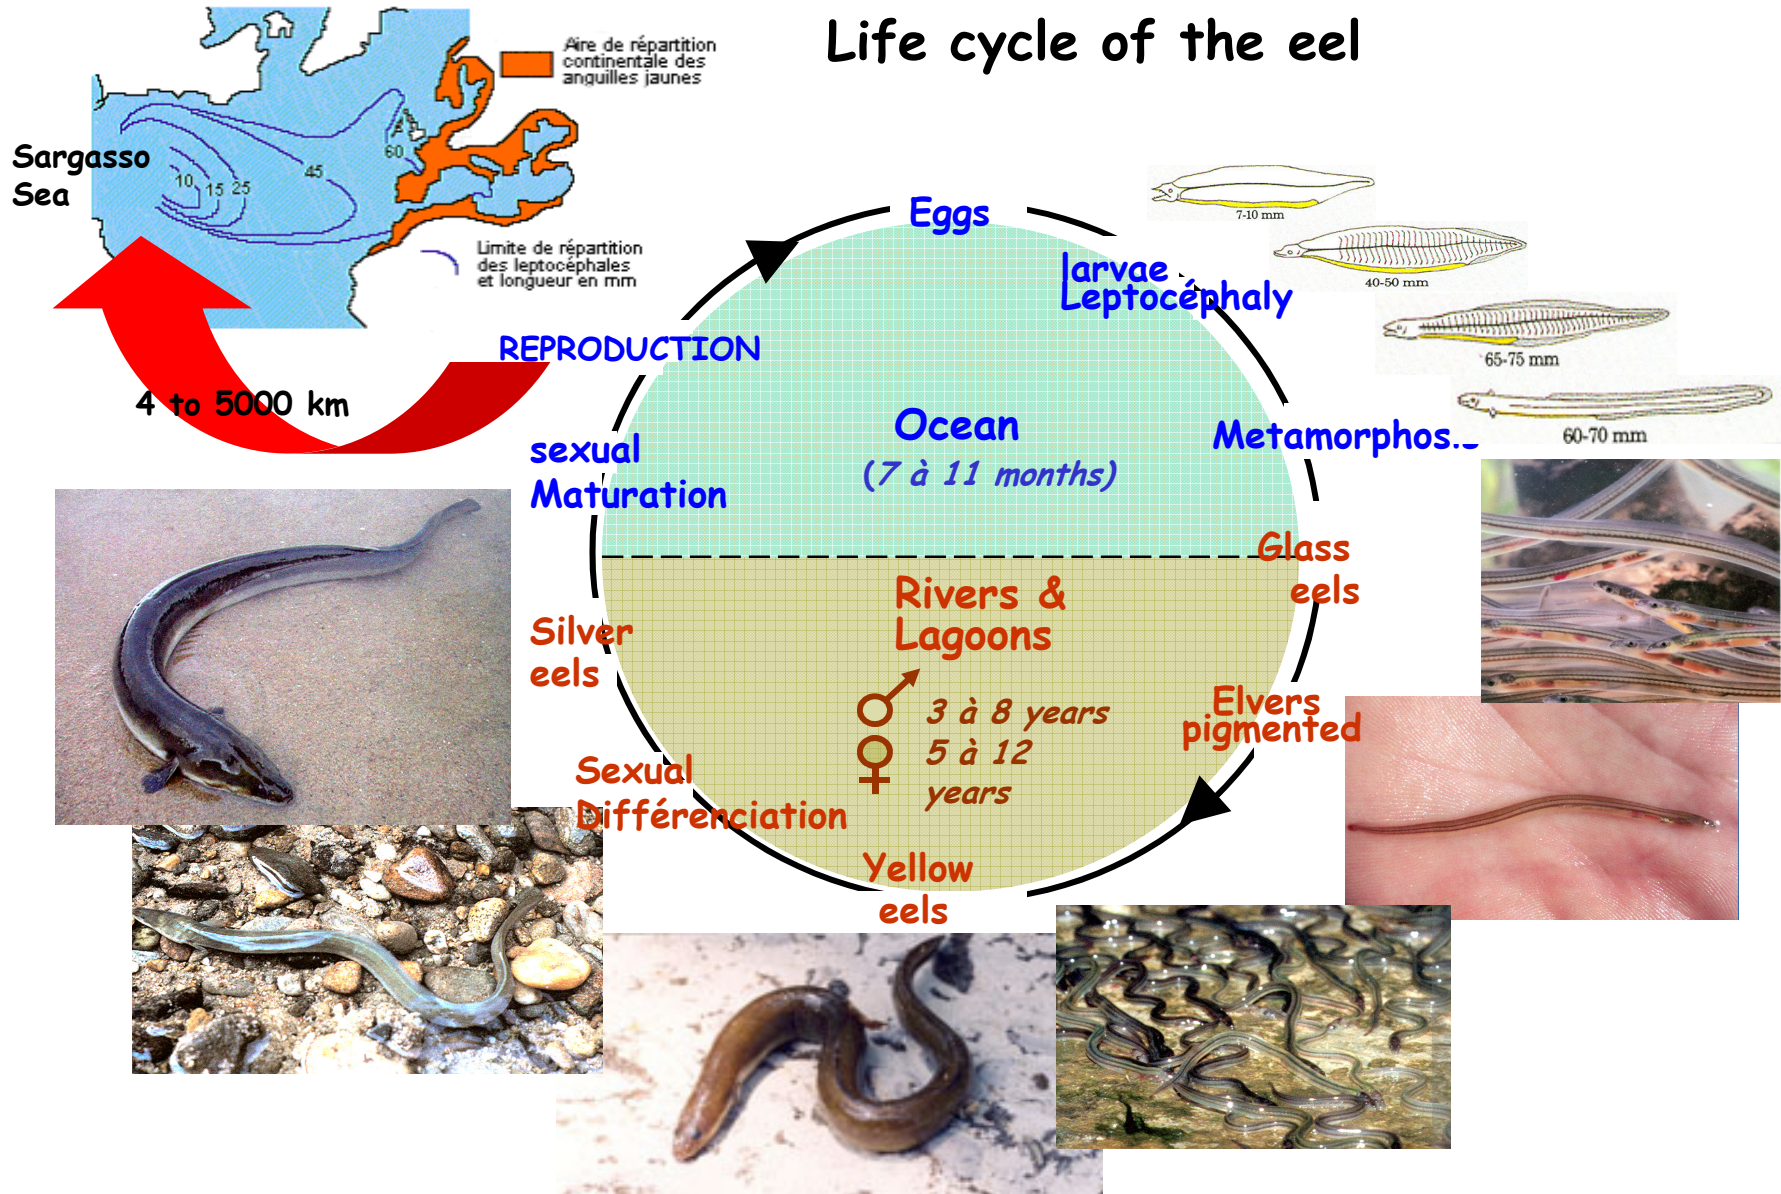 Life cycle of the eel
Aire de répartition
continentale des
anguilles jaunes
Sargasso
Sea
10
15
25
45
60
Limite de répartition
des leptocéphales
et longueur en mm
4 to 5000 km
Eggs
larvae
Leptocéphaly
7-10 mm
40-50 mm
65-75 mm
60-70 mm
REPRODUCTION
Ocean
(7 à 11 months)
Metamorphos
sexual
Maturation
Glass
eels
Rivers &
Lagoons
Silver
eels
3 à 8 years
5 à 12
years
Elvers
pigmented
Sexual
Différenciation
Yellow
eels